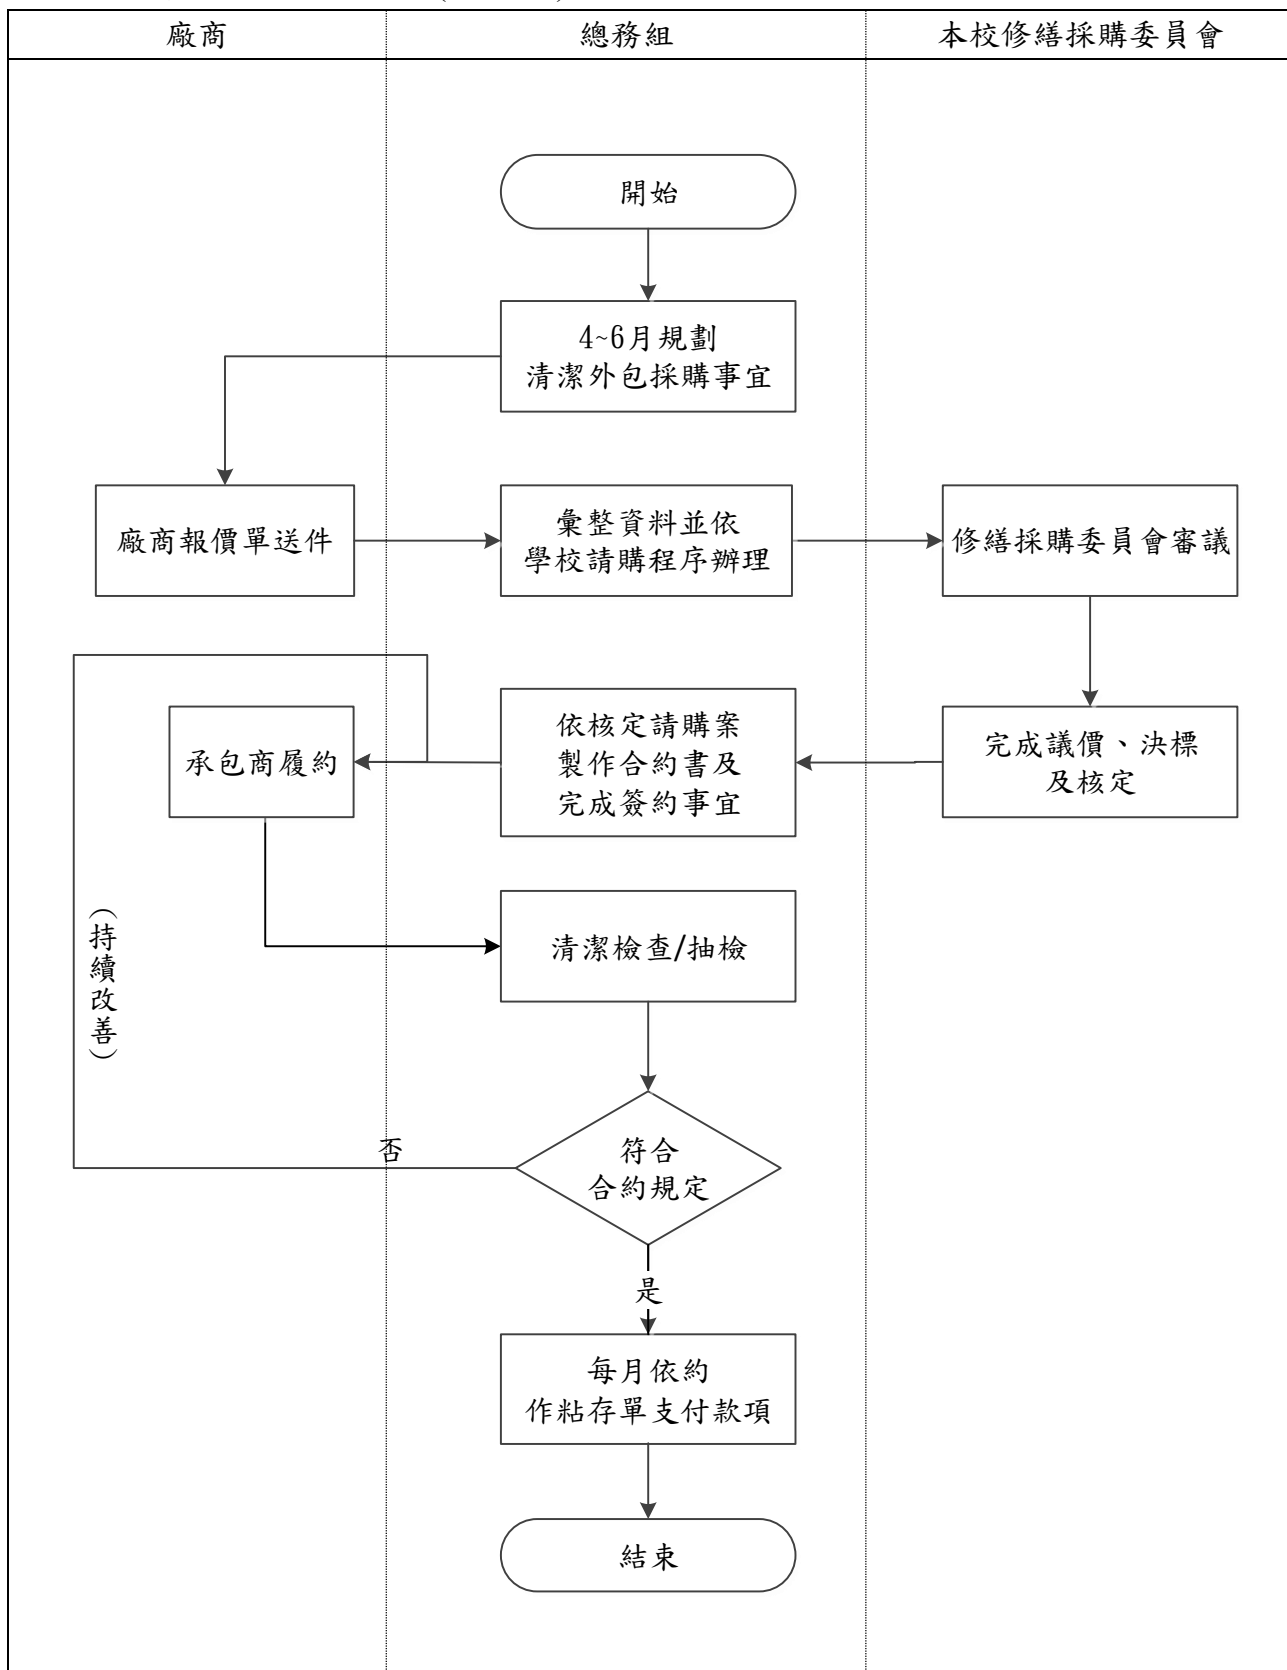 廠商
總務組
本校修繕採購委員會
開始
4~6月規劃
清潔外包採購事宜
廠商報價單送件
彙整資料並依
學校請購程序辦理
修繕採購委員會審議
承包商履約
依核定請購案
製作合約書及
完成簽約事宜
完成議價、決標
及核定
清潔檢查/抽檢
(持續改善)
否
符合
合約規定
是
每月依約
作粘存單支付款項
結束